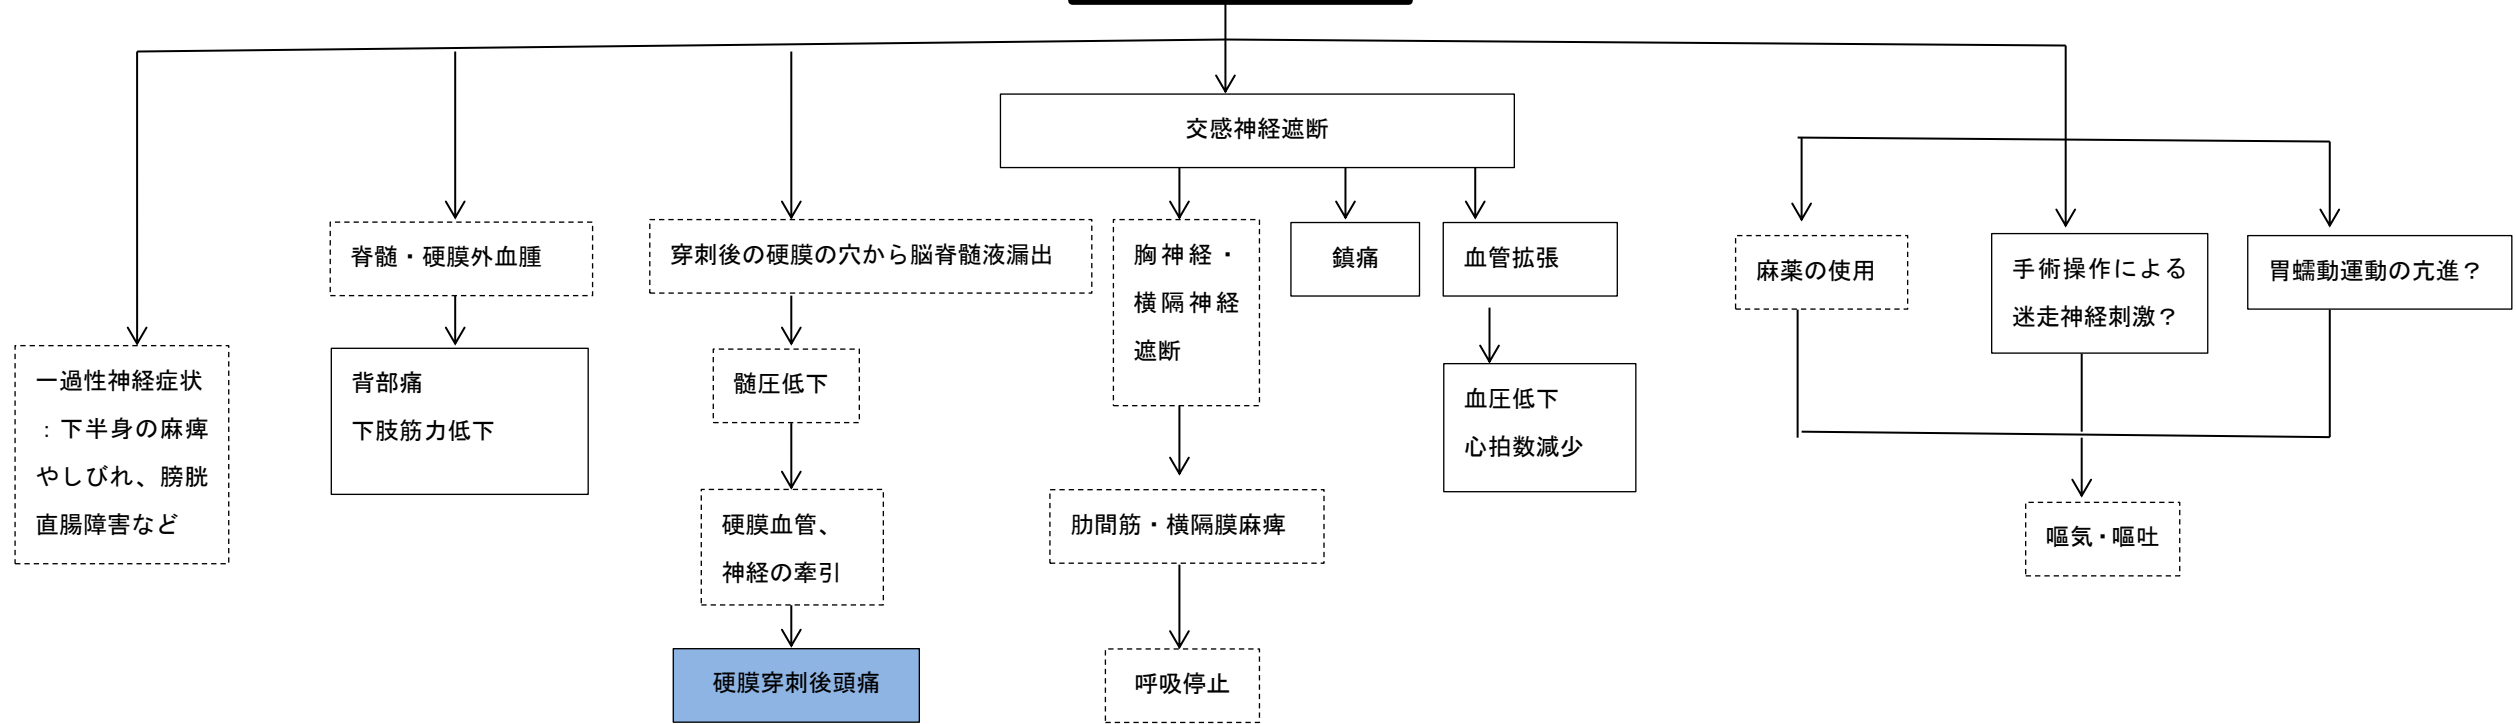 交感神経遮断
脊髄・硬膜外血腫
穿刺後の硬膜の穴から脳脊髄液漏出
胸神経・
横隔神経
遮断
鎮痛
血管拡張
麻薬の使用
手術操作による
迷走神経刺激？
胃蠕動運動の亢進？
一過性神経症状
：下半身の麻痺
やしびれ、膀胱
直腸障害など
背部痛
下肢筋力低下
髄圧低下
血圧低下
心拍数減少
硬膜血管、
神経の牽引
肋間筋・横隔膜麻痺
嘔気・嘔吐
硬膜穿刺後頭痛
呼吸停止